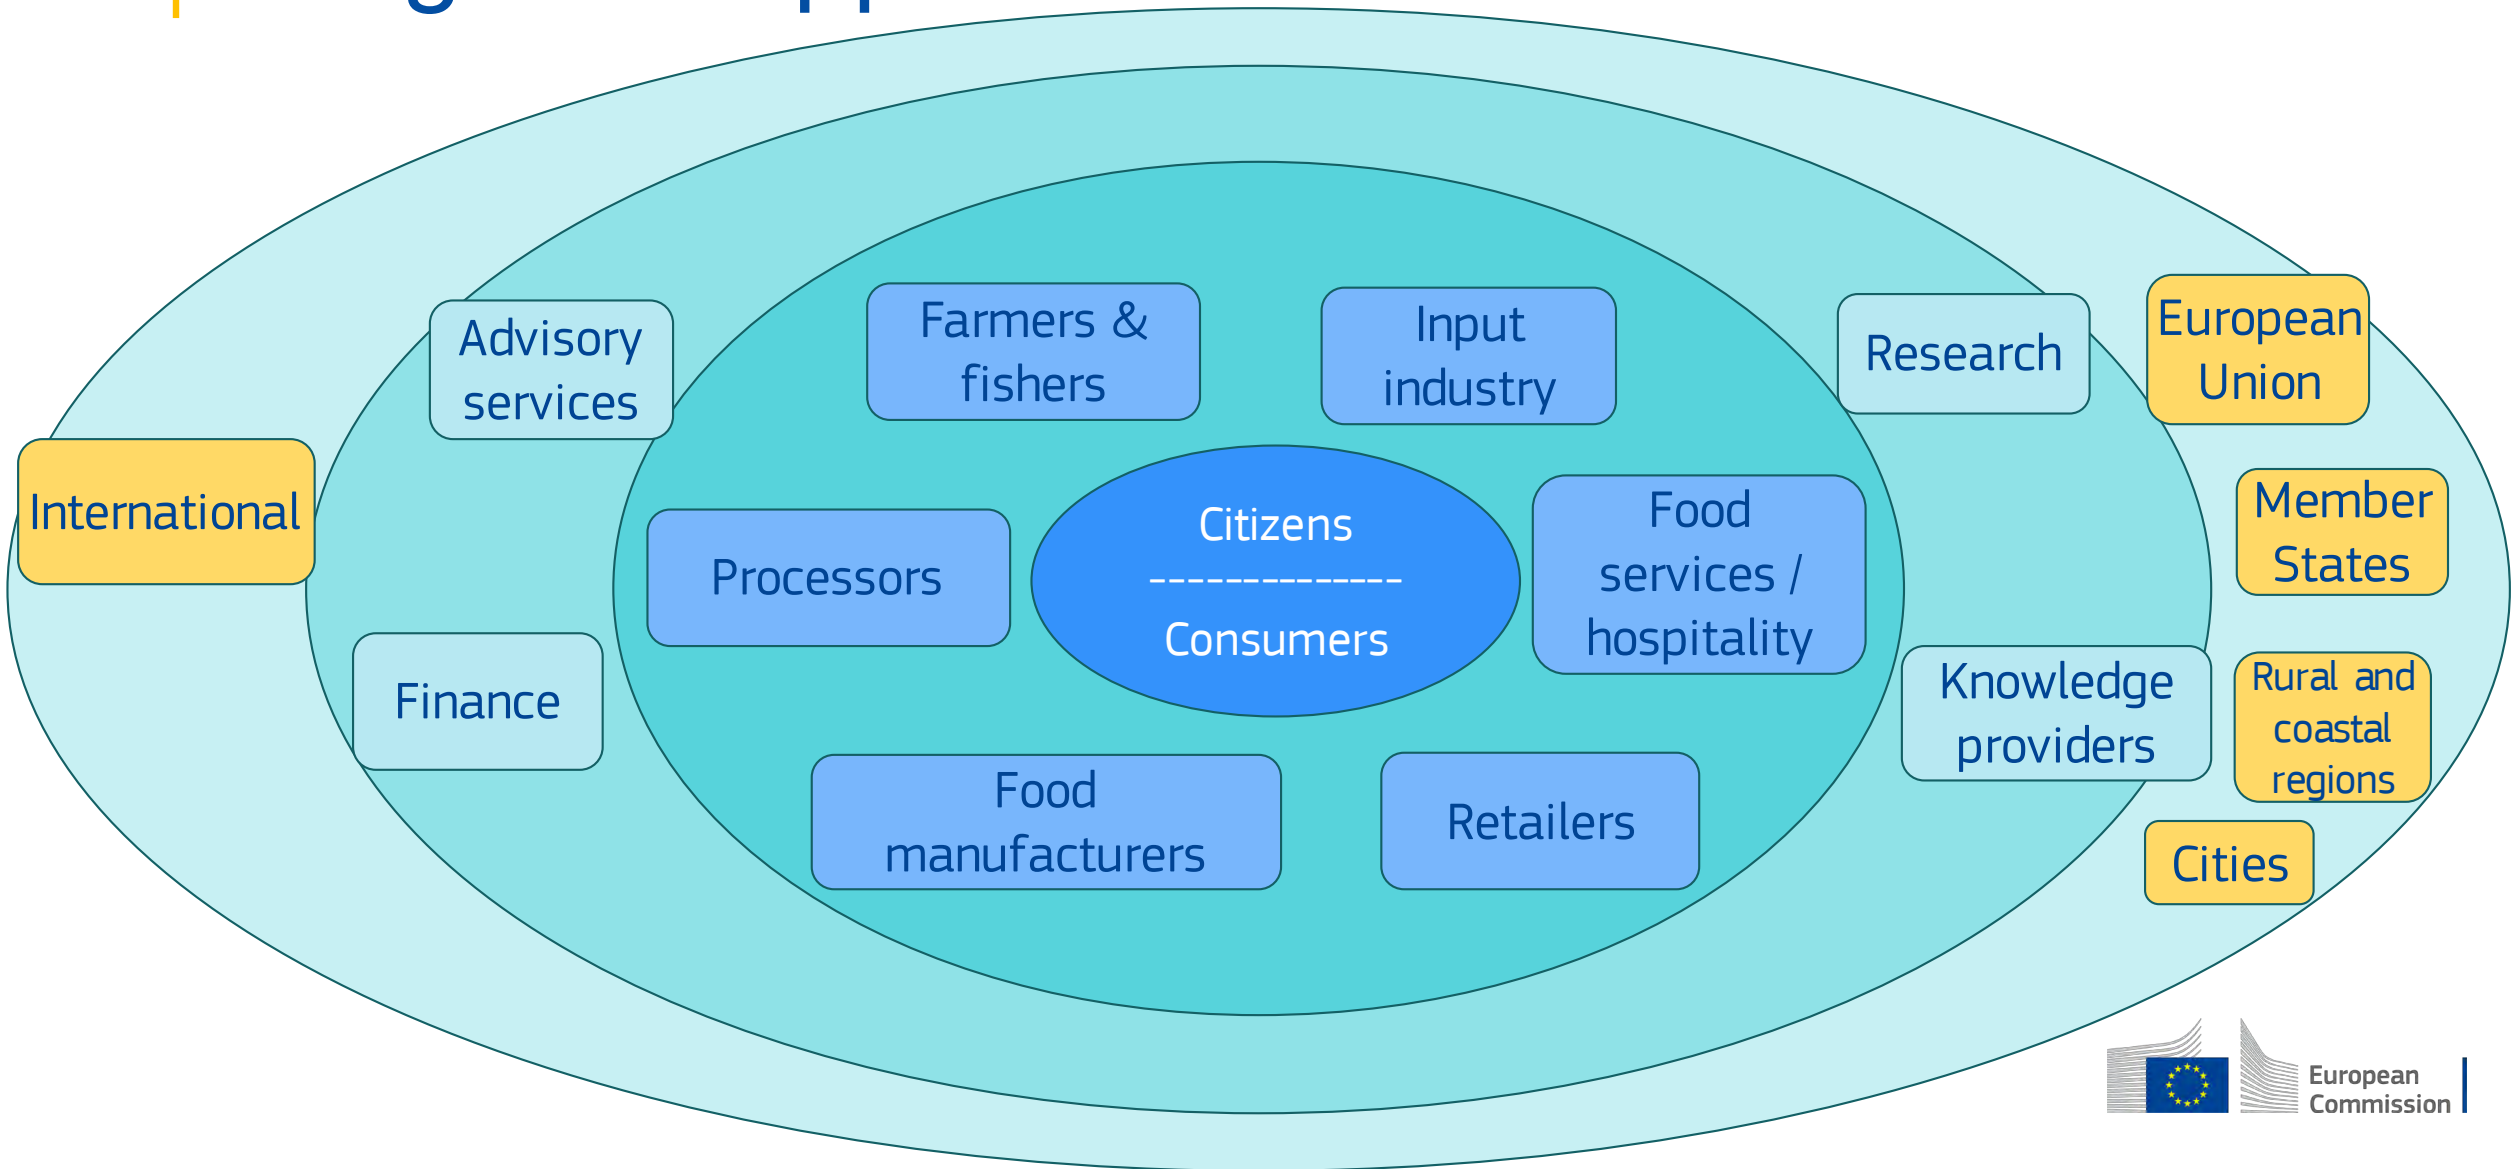 Farmers &
fishers
Input
industry
Advisory
services
Research
European
Union
International
Member
States
Processors
Citizens
--------------
Consumers
Food
services /
hospitality
Finance
Knowledge
providers
Rural and
coastal
regions
Food
manufacturers
Retailers
Cities
European
Commission